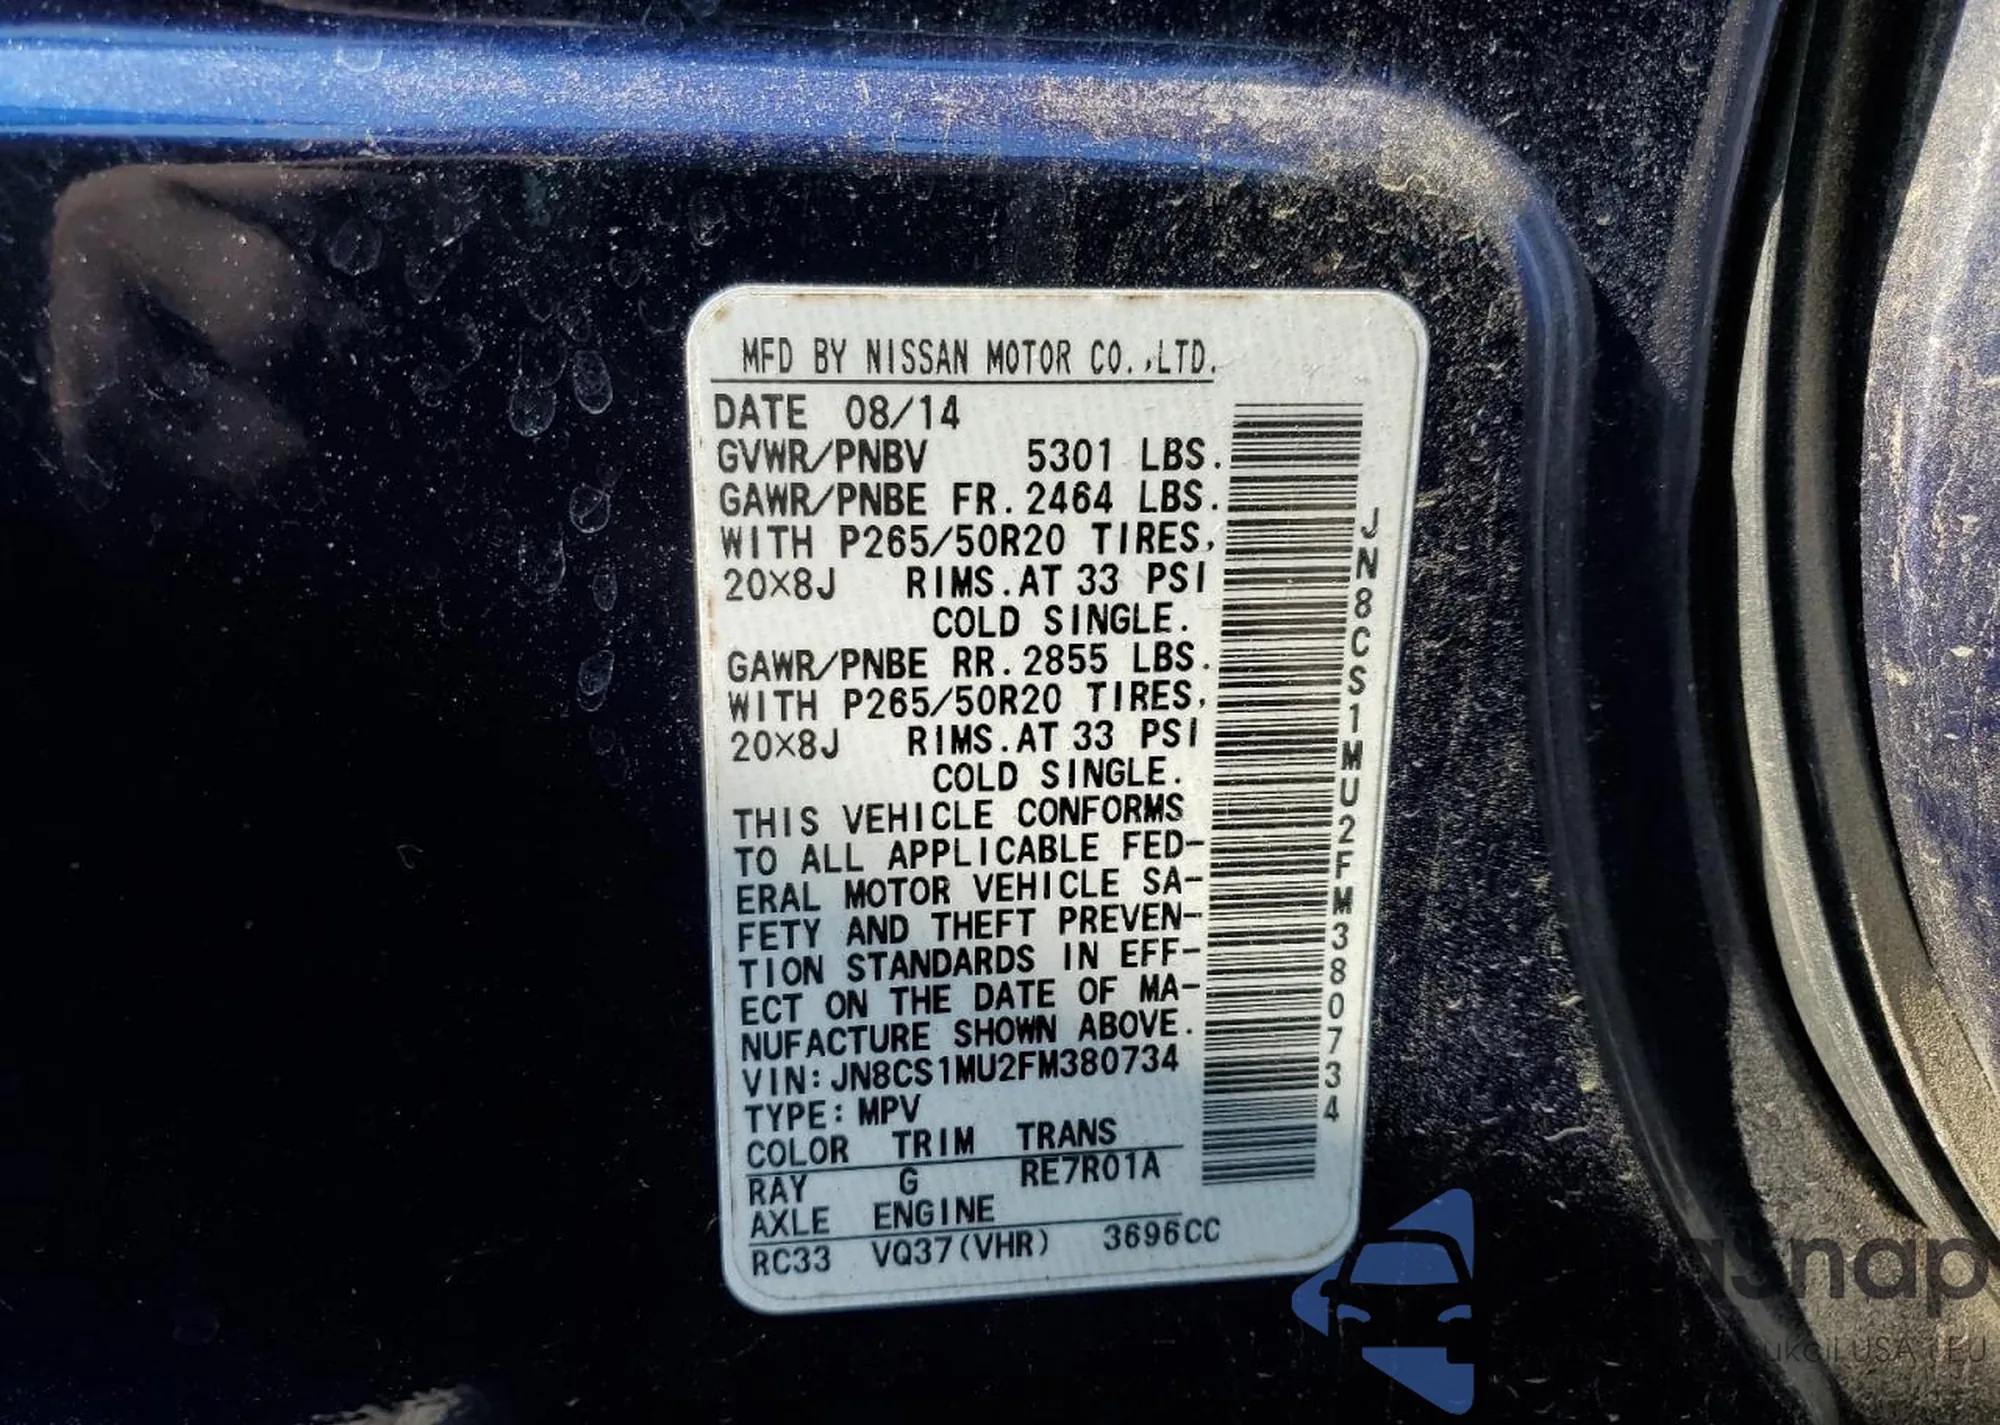 MFD BY NISSAN MOTOR CO.,LTD.
DATE 08/14
GVWR/PNBV 5301 LBS.
GAWR/PNBE FR. 2464 LBS.
WITH P265/50R20 TIRES,
20×8J RIMS.AT 33 PSI
COLD SINGLE.
GAWR/PNBE RR. 2855 LBS.
WITH P265/50R20 TIRES,
20×8J RIMS.AT 33 PSI
COLD SINGLE.
THIS VEHICLE CONFORMS
TO ALL APPLICABLE FED-
ERAL MOTOR VEHICLE SA-
FETY AND THEFT PREVEN-
TION STANDARDS IN EFF-
ECT ON THE DATE OF MA-
NUFACTURE SHOWN ABOVE.
VIN: JN8CS1MU2FM380734
TYPE: MPV
COLOR TRIM TRANS
RAY G RE7R01A
AXLE ENGINE
RC33 VQ37(VHR) 3696CC
JN8CS1MU2FM380734
USA i EU